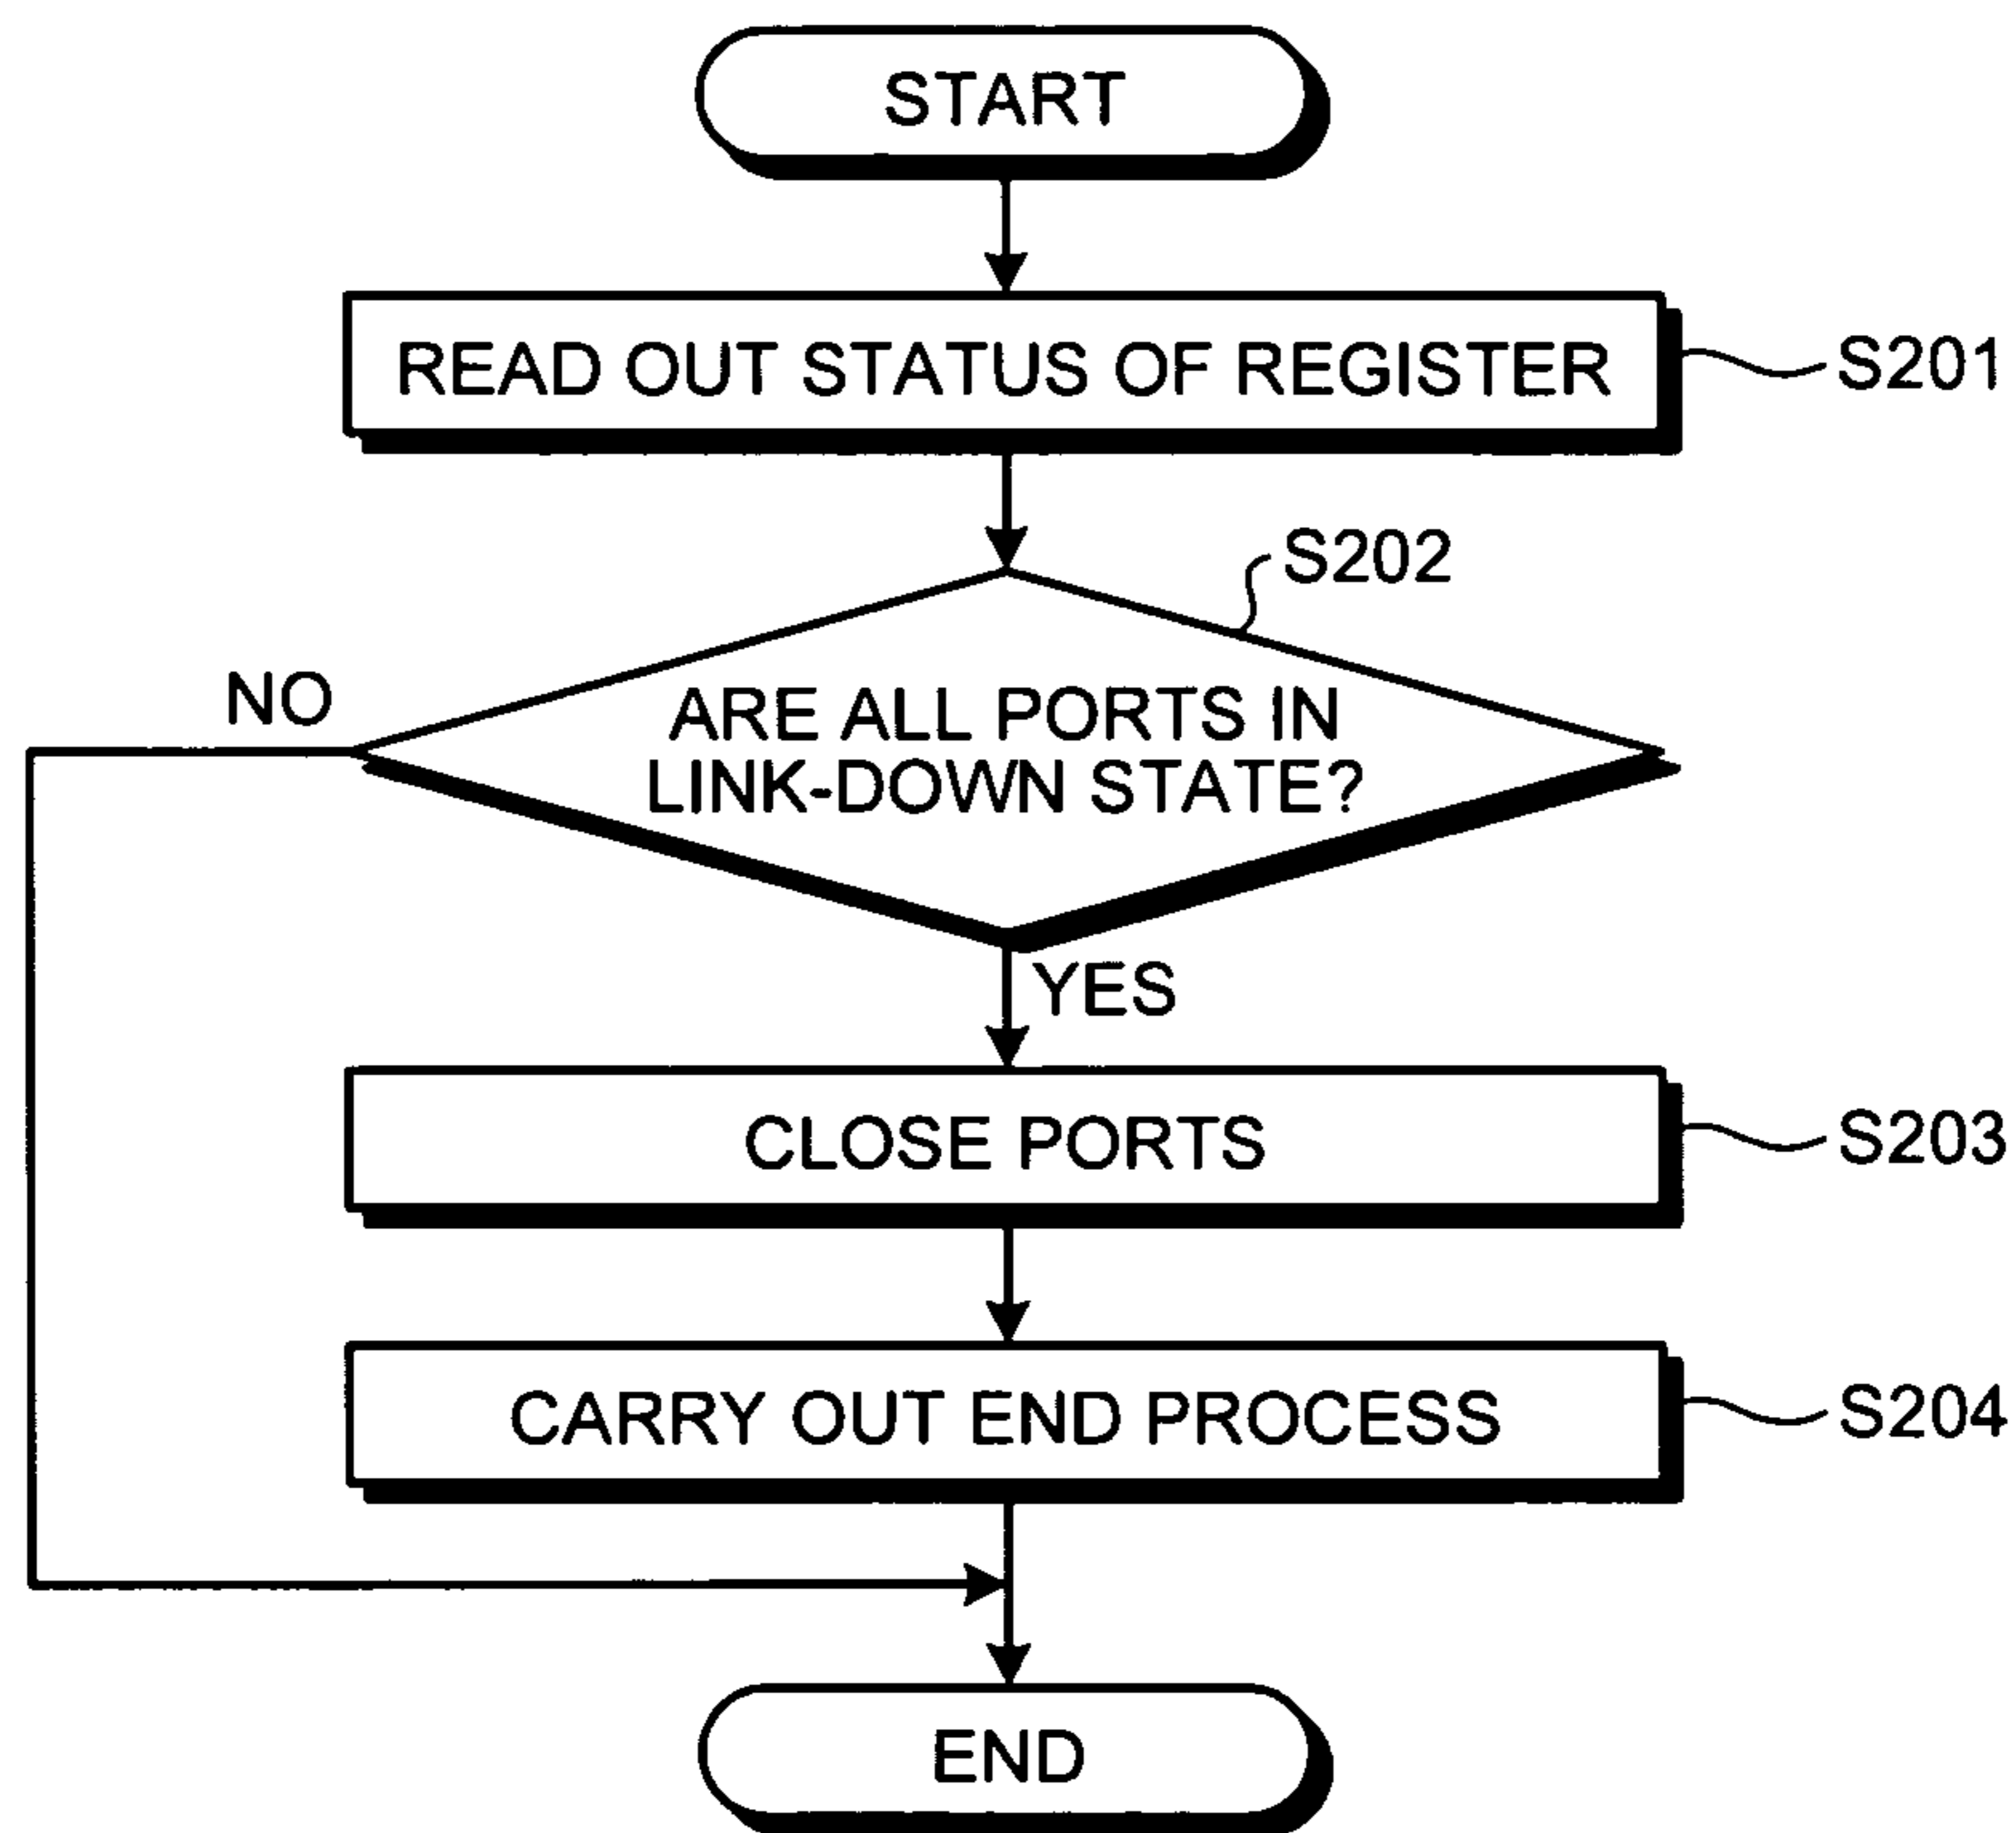 START
READ OUT STATUS OF REGISTER
S201
S202
NO
ARE ALL PORTS IN
LINK-DOWN STATE?
YES
CLOSE PORTS
S203
CARRY OUT END PROCESS
S204
END